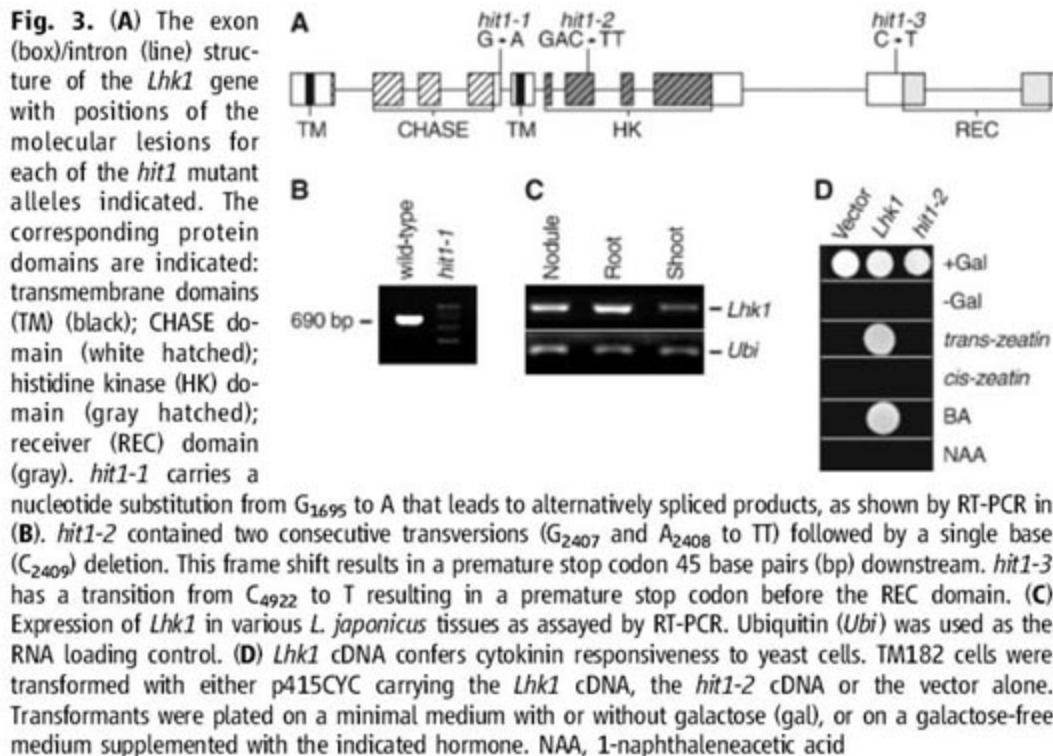 Fig. 3. (A) The exon
(box)/intron (line) struc-
ture of the Lhk1 gene
with positions of the
molecular lesions for
each of the hit1 mutant
alleles indicated. The
corresponding protein
domains are indicated:
transmembrane domains
(TM) (black); CHASE do-
main (white hatched);
histidine kinase (HK) do-
main (gray hatched);
receiver (REC) domain
(gray). hit1-1 carries a
nucleotide substitution from G1695 to A that leads to alternatively spliced products, as shown by RT-PCR in
(B). hit1-2 contained two consecutive transversions (G2407 and A2408 to TT) followed by a single base
(C2409) deletion. This frame shift results in a premature stop codon 45 base pairs (bp) downstream. hit1-3
has a transition from C4922 to T resulting in a premature stop codon before the REC domain. (C)
Expression of Lhk1 in various L. japonicus tissues as assayed by RT-PCR. Ubiquitin (Ubi) was used as the
RNA loading control. (D) Lhk1 cDNA confers cytokinin responsiveness to yeast cells. TM182 cells were
transformed with either p415CYC carrying the Lhk1 cDNA, the hit1-2 cDNA or the vector alone.
Transformants were plated on a minimal medium with or without galactose (gal), or on a galactose-free
medium supplemented with the indicated hormone. NAA, 1-naphthaleneacetic acid
A
hit1-1 hit1-2 hit1-3
G→A GAC→TT C→T
TM CHASE TM HK REC
B
wild-type hit1-1
690 bp
C
Nodule Root Shoot
Lhk1
Ubi
D
Vector Lhk1 hit1-2
+Gal
-Gal
trans-zeatin
cis-zeatin
BA
NAA